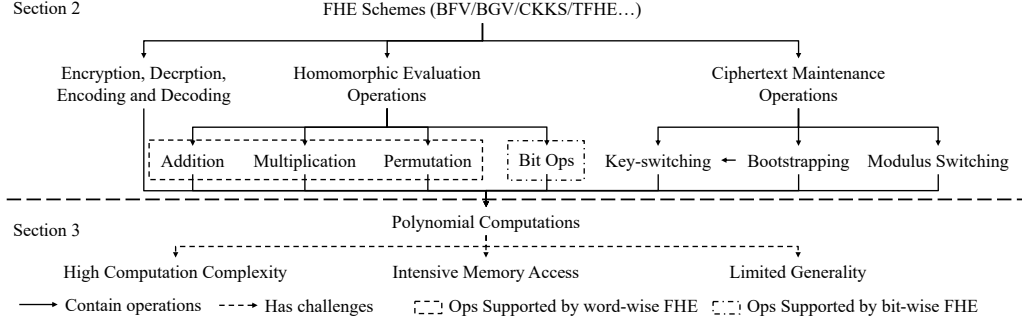 Section 2
FHE Schemes (BFV/BGV/CKKS/TFHE…)
Encryption, Decrption,
Encoding and Decoding
Homomorphic Evaluation
Operations
Ciphertext Maintenance
Operations
Addition
Multiplication
Permutation
Bit Ops
Key-switching
Bootstrapping
Modulus Switching
Polynomial Computations
Section 3
High Computation Complexity
Intensive Memory Access
Limited Generality
Contain operations
Has challenges
Ops Supported by word-wise FHE
Ops Supported by bit-wise FHE